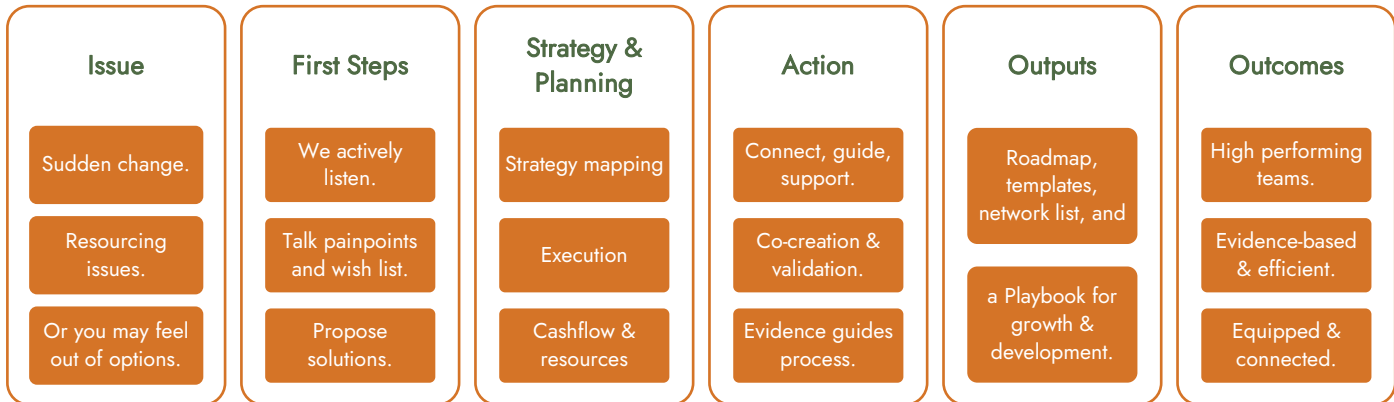 Issue
Sudden change.
Resourcing
issues.
Or you may feel
out of options.
First Steps
We actively
listen.
Talk painpoints
and wish list.
Propose
solutions.
Strategy &
Planning
Strategy mapping
Execution
Cashflow &
resources
Action
Connect, guide,
support.
Co-creation &
validation.
Evidence guides
process.
Outputs
Roadmap,
templates,
network list, and
a Playbook for
growth &
development.
Outcomes
High performing
teams.
Evidence-based
& efficient.
Equipped &
connected.